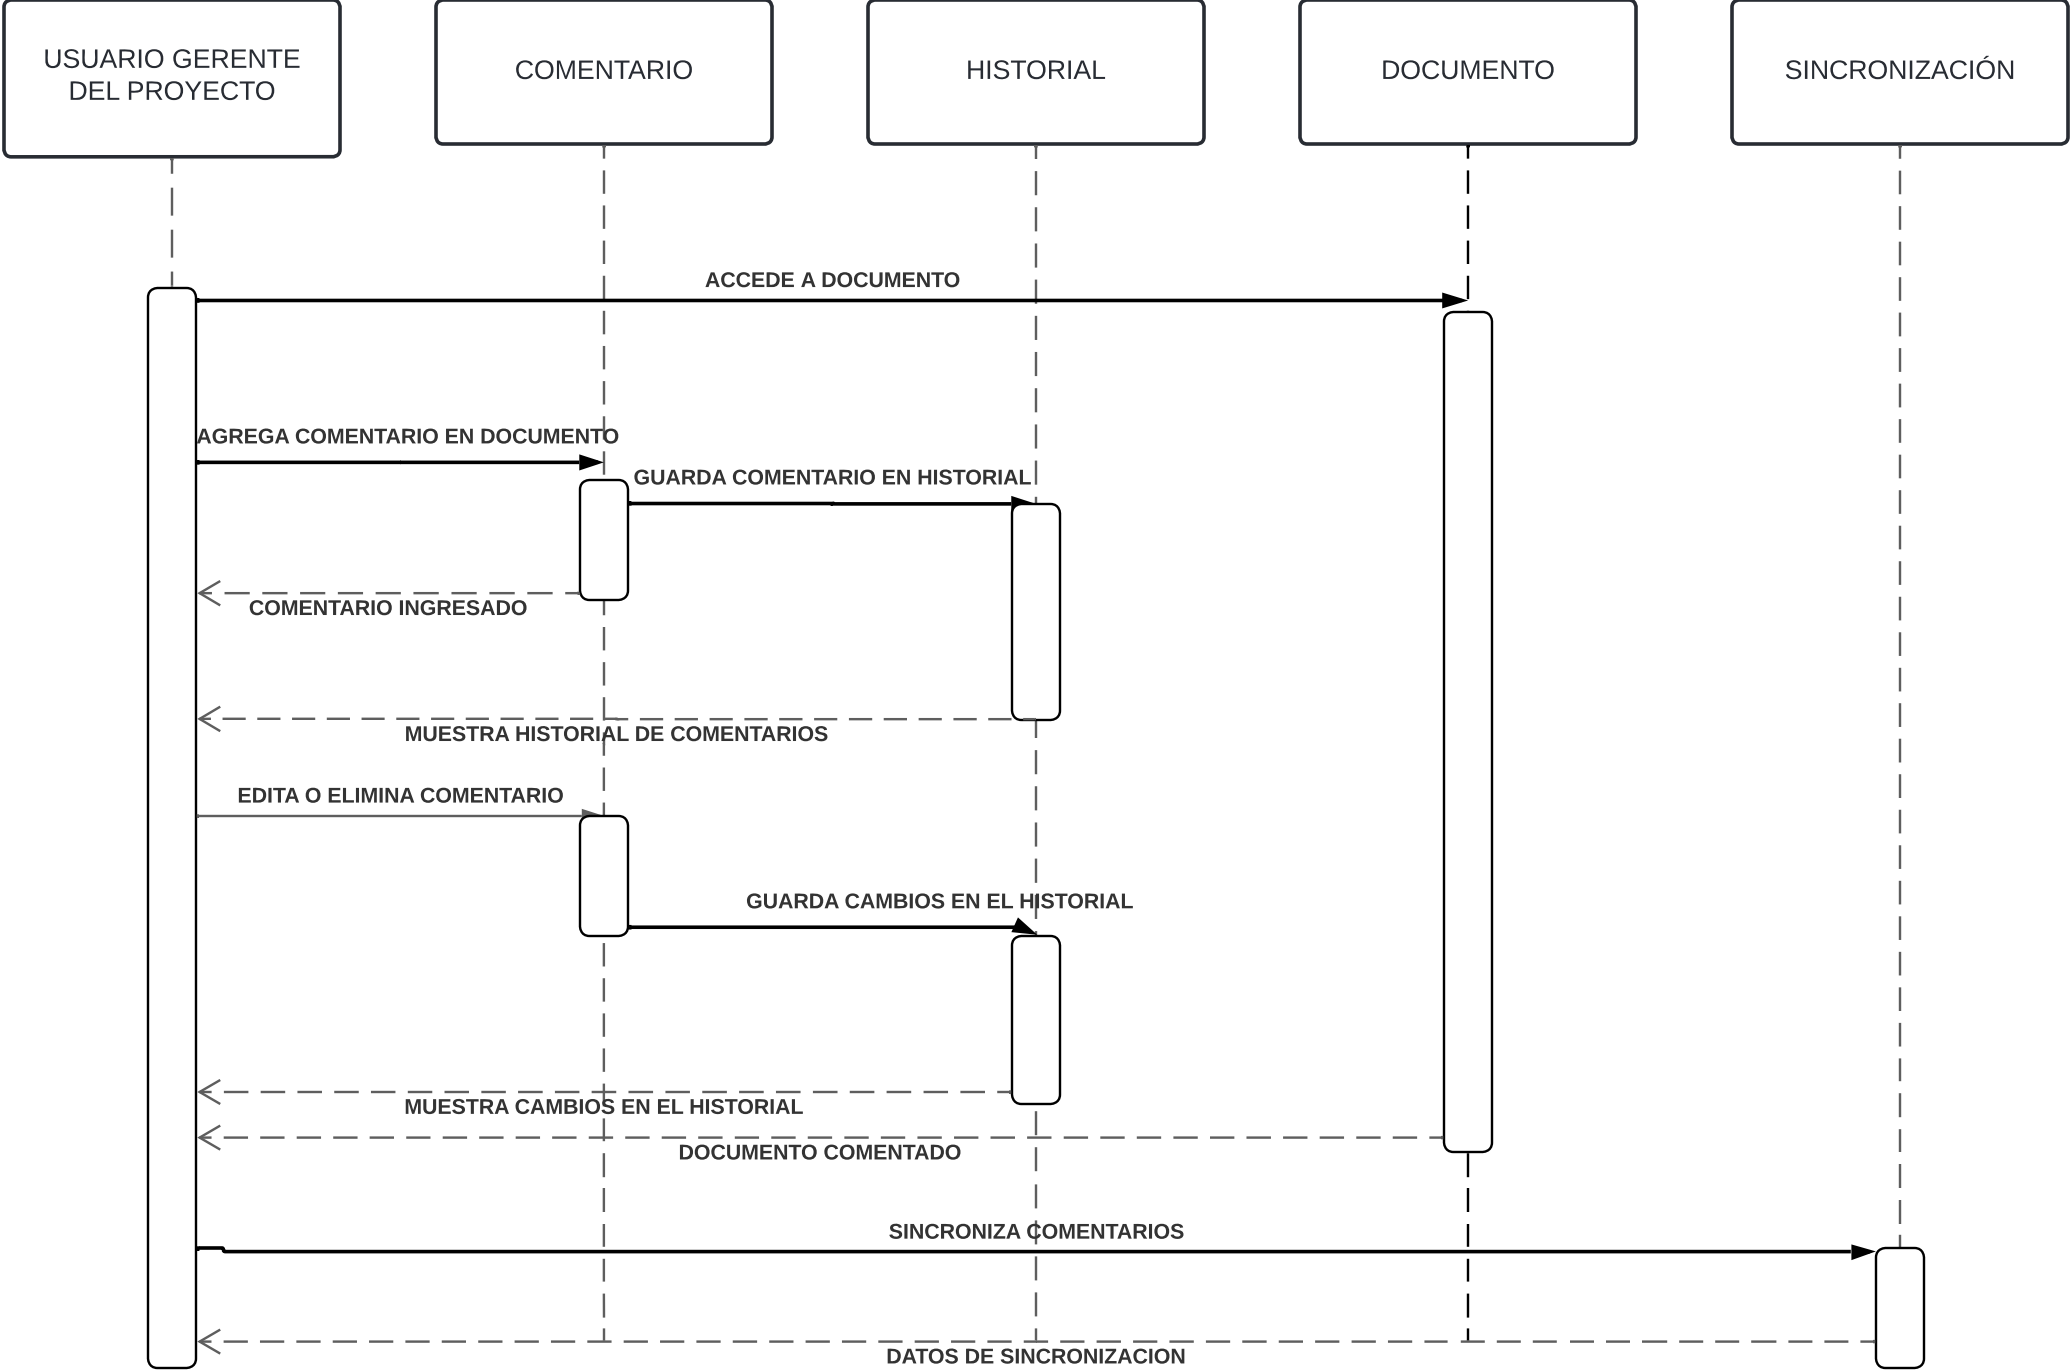 USUARIO GERENTE
DEL PROYECTO
COMENTARIO
HISTORIAL
DOCUMENTO
SINCRONIZACIÓN
ACCEDE A DOCUMENTO
AGREGA COMENTARIO EN DOCUMENTO
GUARDA COMENTARIO EN HISTORIAL
COMENTARIO INGRESADO
MUESTRA HISTORIAL DE COMENTARIOS
EDITA O ELIMINA COMENTARIO
GUARDA CAMBIOS EN EL HISTORIAL
MUESTRA CAMBIOS EN EL HISTORIAL
DOCUMENTO COMENTADO
SINCRONIZA COMENTARIOS
DATOS DE SINCRONIZACION